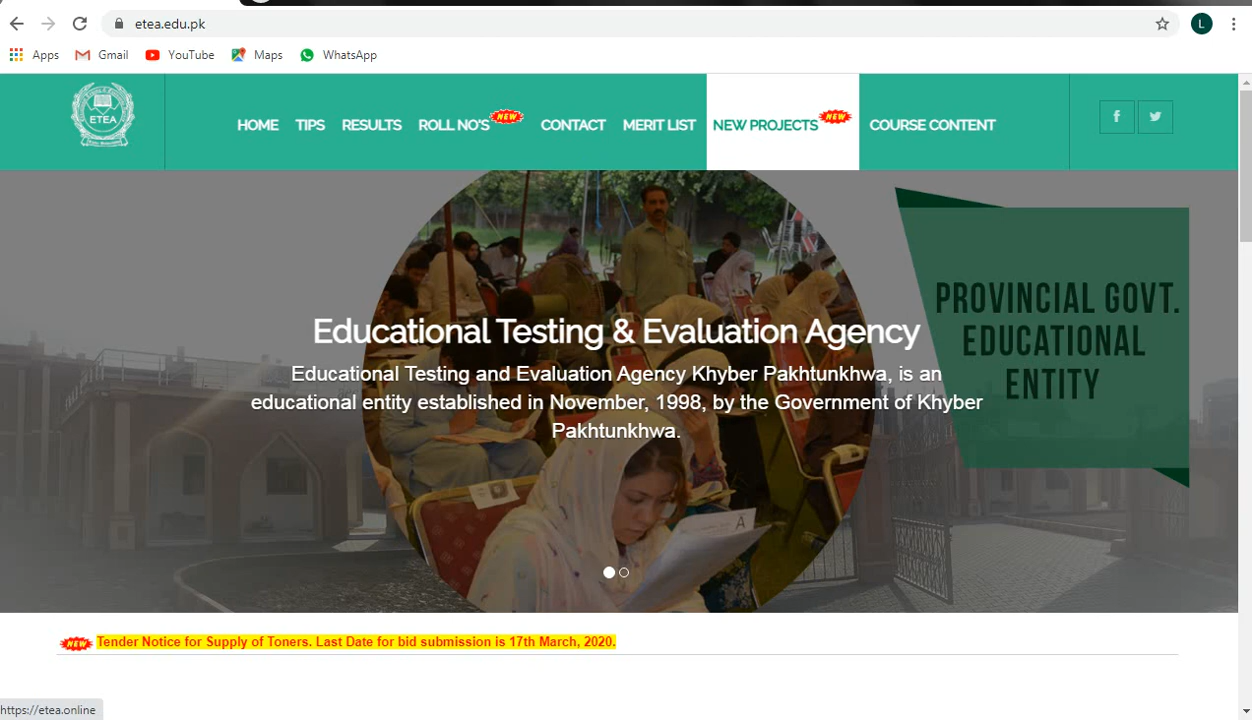 etea.edu.pk
L
Apps Gmail YouTube Maps WhatsApp
ETEA
HOME TIPS RESULTS ROLL NO'S NEW CONTACT MERIT LIST NEW PROJECTS NEW COURSE CONTENT
f
Educational Testing & Evaluation Agency
Educational Testing and Evaluation Agency Khyber Pakhtunkhwa, is an
educational entity established in November, 1998, by the Government of Khyber
Pakhtunkhwa.
PROVINCIAL GOVT.
EDUCATIONAL
ENTITY
A
NEW Tender Notice for Supply of Toners. Last Date for bid submission is 17th March, 2020.
https://etea.online